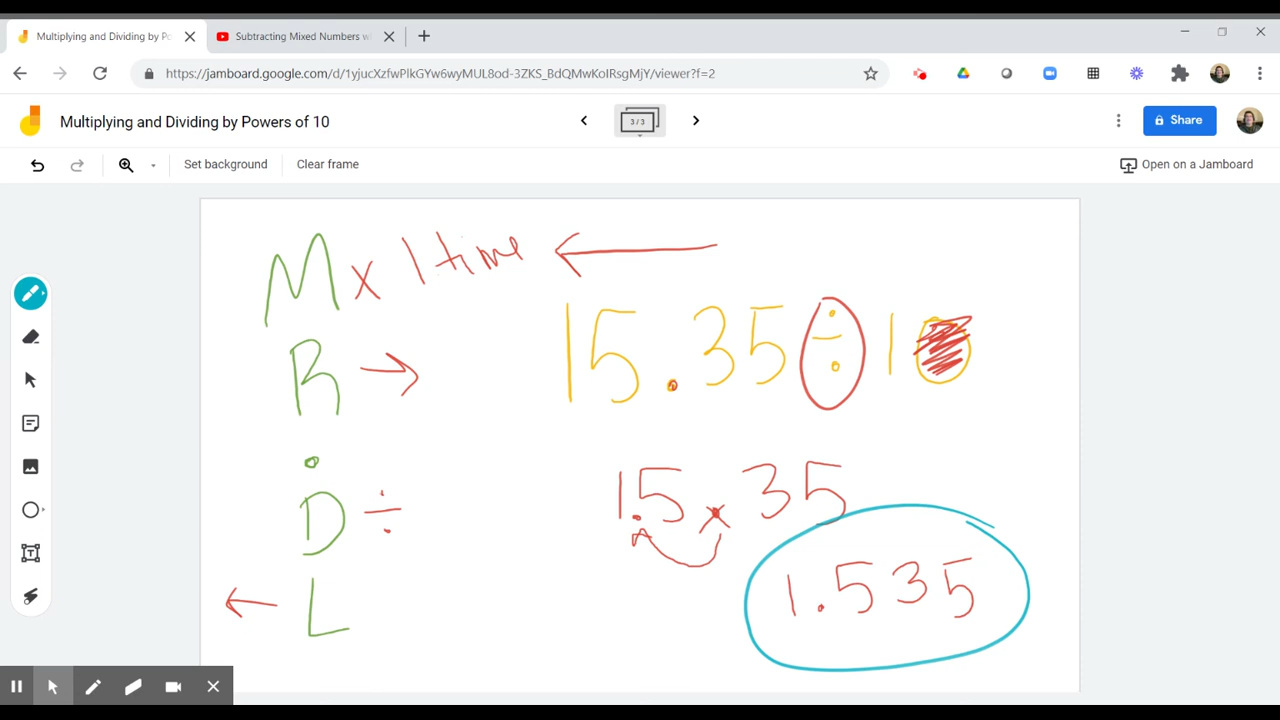 Multiplying and Dividing by Po
Subtracting Mixed Numbers w
https://jamboard.google.com/d/1yjucXzfwPlkGYw6wyMUL8od-3ZKS_BdQMwKoIRsgMjY/viewer?f=2
Multiplying and Dividing by Powers of 10
3 / 3
Share
Set background
Clear frame
Open on a Jamboard
M x 1 time ←
R →
15.35 ÷ 10
.
D ÷
1.5 35
← L
1.535